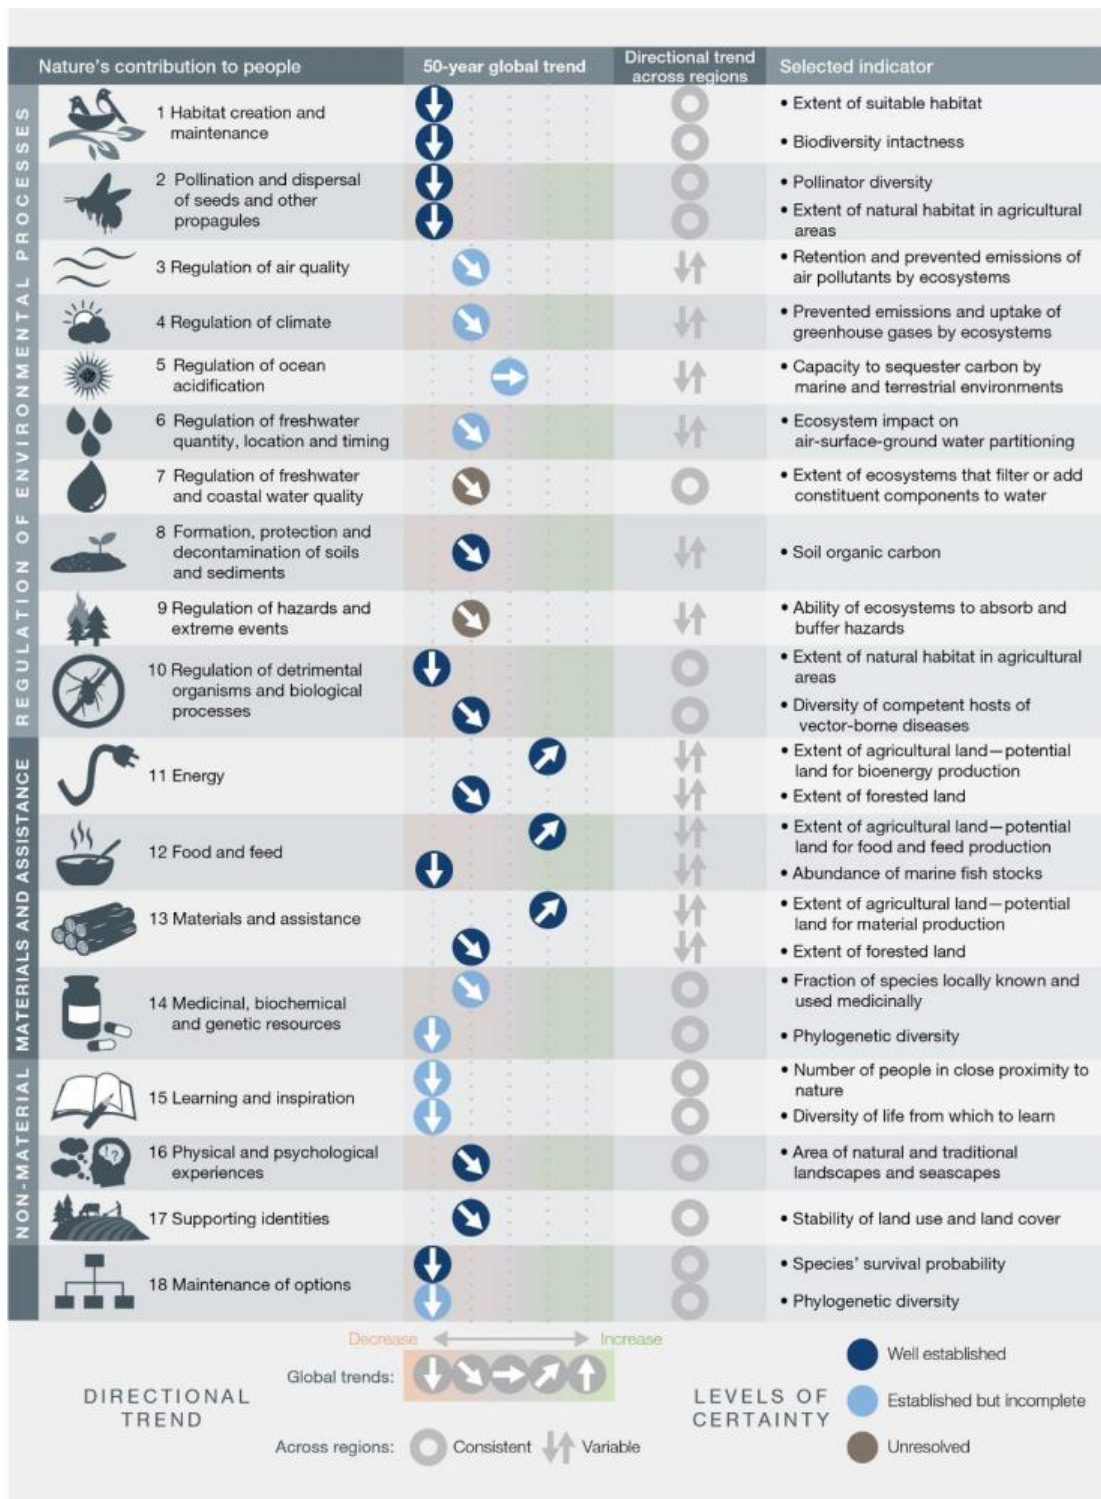 Nature's contribution to people
50-year global trend
Directional trend
across regions
Selected indicator
REGULATION OF ENVIRONMENTAL PROCESSES
1 Habitat creation and
maintenance
• Extent of suitable habitat
• Biodiversity intactness
2 Pollination and dispersal
of seeds and other
propagules
• Pollinator diversity
• Extent of natural habitat in agricultural
areas
3 Regulation of air quality
• Retention and prevented emissions of
air pollutants by ecosystems
4 Regulation of climate
• Prevented emissions and uptake of
greenhouse gases by ecosystems
5 Regulation of ocean
acidification
• Capacity to sequester carbon by
marine and terrestrial environments
6 Regulation of freshwater
quantity, location and timing
• Ecosystem impact on
air-surface-ground water partitioning
7 Regulation of freshwater
and coastal water quality
• Extent of ecosystems that filter or add
constituent components to water
8 Formation, protection and
decontamination of soils
and sediments
• Soil organic carbon
9 Regulation of hazards and
extreme events
• Ability of ecosystems to absorb and
buffer hazards
10 Regulation of detrimental
organisms and biological
processes
• Extent of natural habitat in agricultural
areas
• Diversity of competent hosts of
vector-borne diseases
MATERIALS AND ASSISTANCE
11 Energy
• Extent of agricultural land—potential
land for bioenergy production
• Extent of forested land
12 Food and feed
• Extent of agricultural land—potential
land for food and feed production
• Abundance of marine fish stocks
13 Materials and assistance
• Extent of agricultural land—potential
land for material production
• Extent of forested land
14 Medicinal, biochemical
and genetic resources
• Fraction of species locally known and
used medicinally
• Phylogenetic diversity
NON-MATERIAL
15 Learning and inspiration
• Number of people in close proximity to
nature
• Diversity of life from which to learn
!?
16 Physical and psychological
experiences
• Area of natural and traditional
landscapes and seascapes
17 Supporting identities
• Stability of land use and land cover
18 Maintenance of options
• Species' survival probability
• Phylogenetic diversity
Decrease
Increase
Global trends:
DIRECTIONAL
TREND
Across regions:
Consistent
Variable
LEVELS OF
CERTAINTY
Well established
Established but incomplete
Unresolved